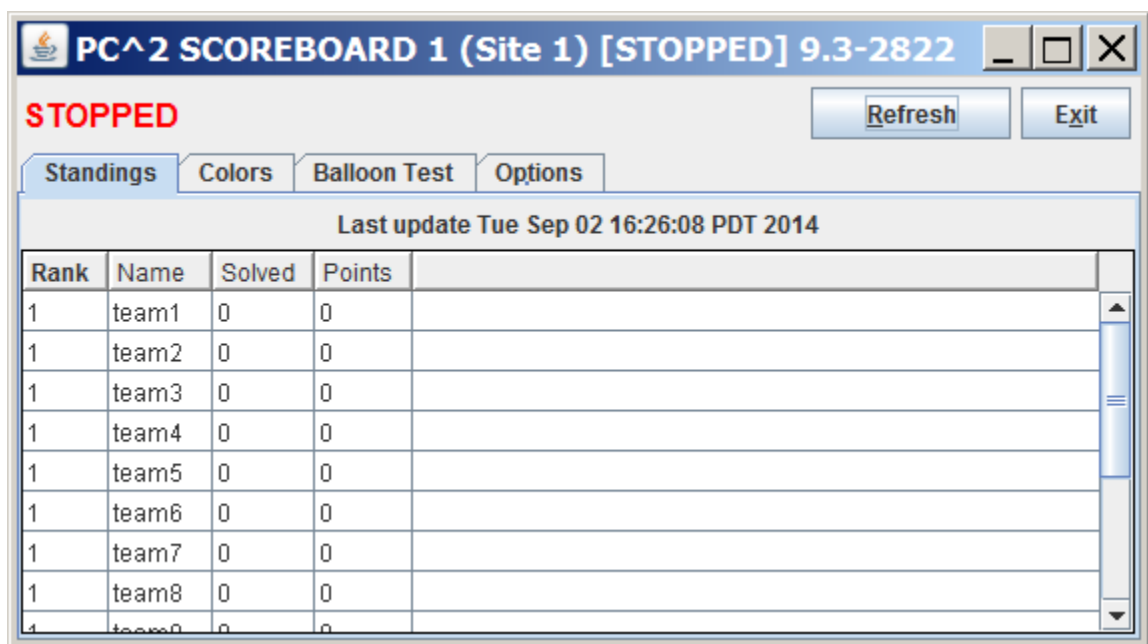 PC^2 SCOREBOARD 1 (Site 1) [STOPPED] 9.3-2822
STOPPED Refresh Exit
Standings Colors Balloon Test Options
Last update Tue Sep 02 16:26:08 PDT 2014
Rank Name Solved Points
1 team1 0 0
1 team2 0 0
1 team3 0 0
1 team4 0 0
1 team5 0 0
1 team6 0 0
1 team7 0 0
1 team8 0 0